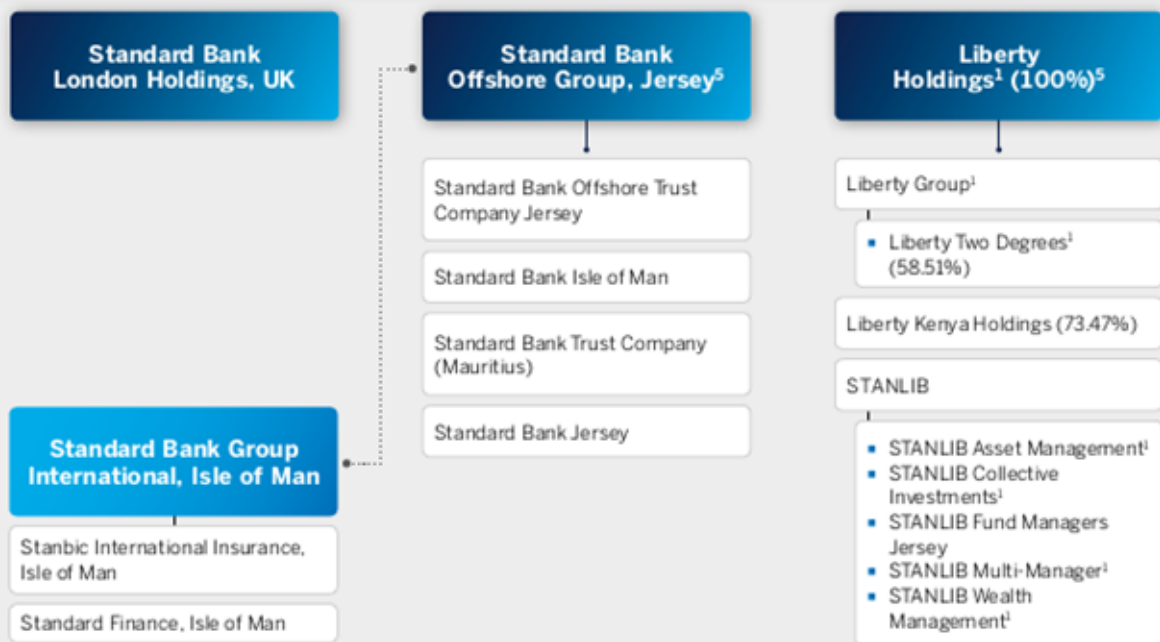 Standard Bank
London Holdings, UK
Standard Bank Group
International, Isle of Man
Stanbic International Insurance,
Isle of Man
Standard Finance, Isle of Man
Standard Bank
Offshore Group, Jersey⁵
Standard Bank Offshore Trust
Company Jersey
Standard Bank Isle of Man
Standard Bank Trust Company
(Mauritius)
Standard Bank Jersey
Liberty
Holdings¹ (100%)⁵
Liberty Group¹
▪ Liberty Two Degrees¹
(58.51%)
Liberty Kenya Holdings (73.47%)
STANLIB
▪ STANLIB Asset Management¹
▪ STANLIB Collective
Investments¹
▪ STANLIB Fund Managers
Jersey
▪ STANLIB Multi-Manager¹
▪ STANLIB Wealth
Management¹